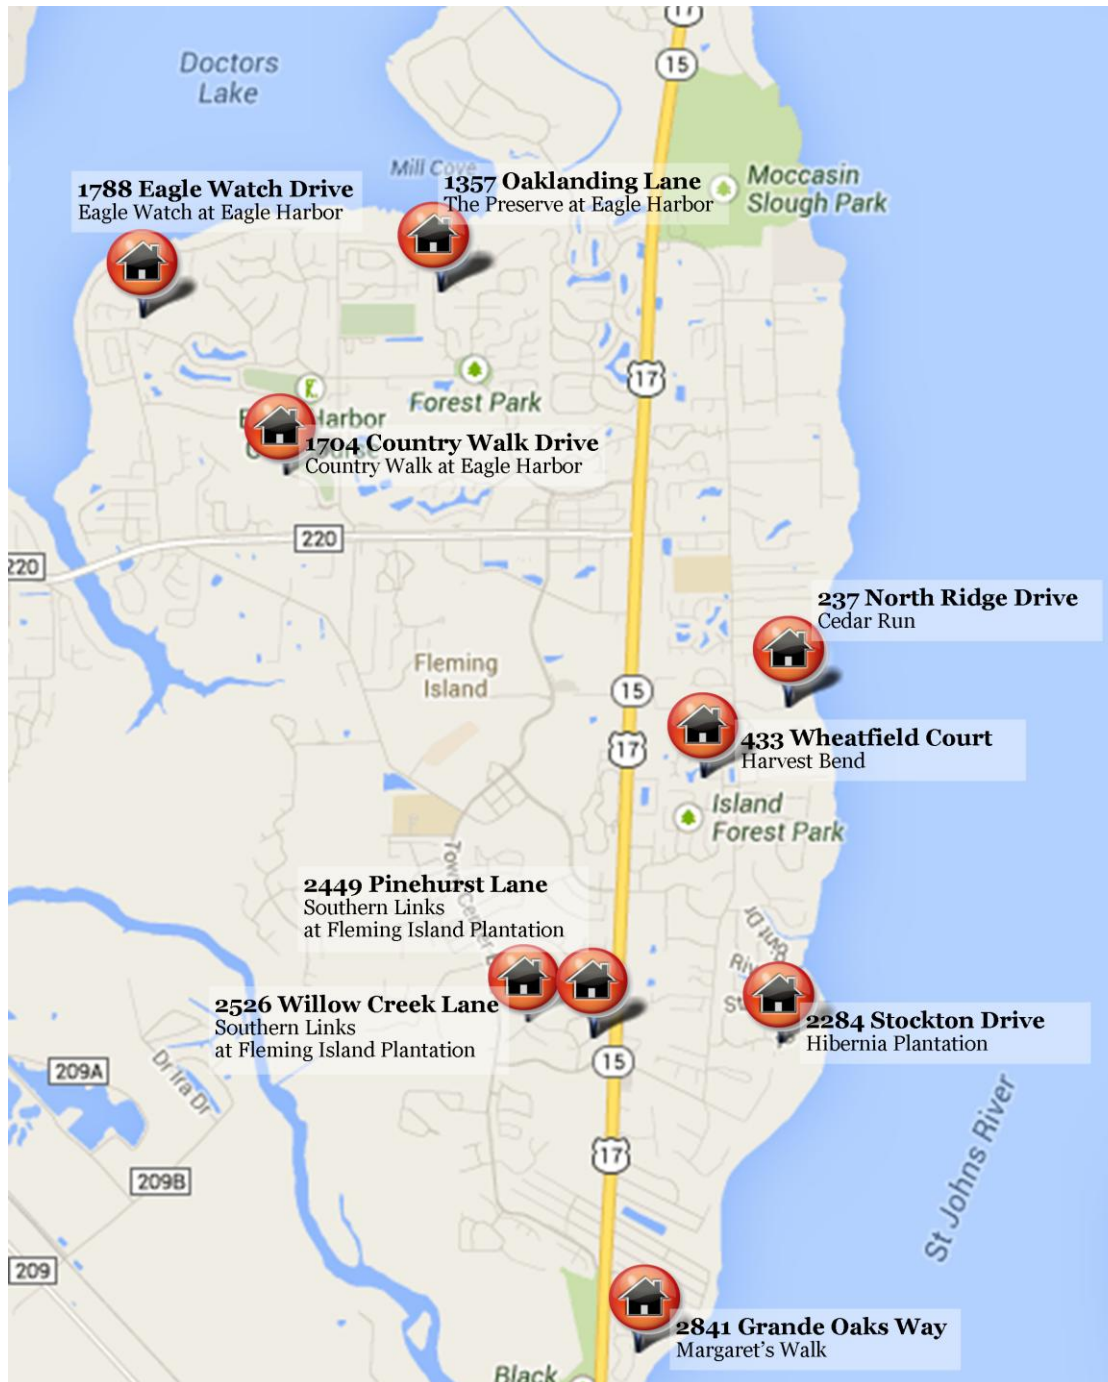 17
15
Doctors
Lake
Mill Cove
1788 Eagle Watch Drive
Eagle Watch at Eagle Harbor
1357 Oaklanding Lane
The Preserve at Eagle Harbor
Moccasin
Slough Park
17
Forest Park
Harbor
1704 Country Walk Drive
Country Walk at Eagle Harbor
220
220
237 North Ridge Drive
Cedar Run
Fleming
Island
15
17
433 Wheatfield Court
Harvest Bend
Island
Forest Park
Town Center
2449 Pinehurst Lane
Southern Links
at Fleming Island Plantation
2526 Willow Creek Lane
Southern Links
at Fleming Island Plantation
2284 Stockton Drive
Hibernia Plantation
15
209A
Dr Ira Dr
17
209B
St Johns River
209
2841 Grande Oaks Way
Margaret's Walk
Black